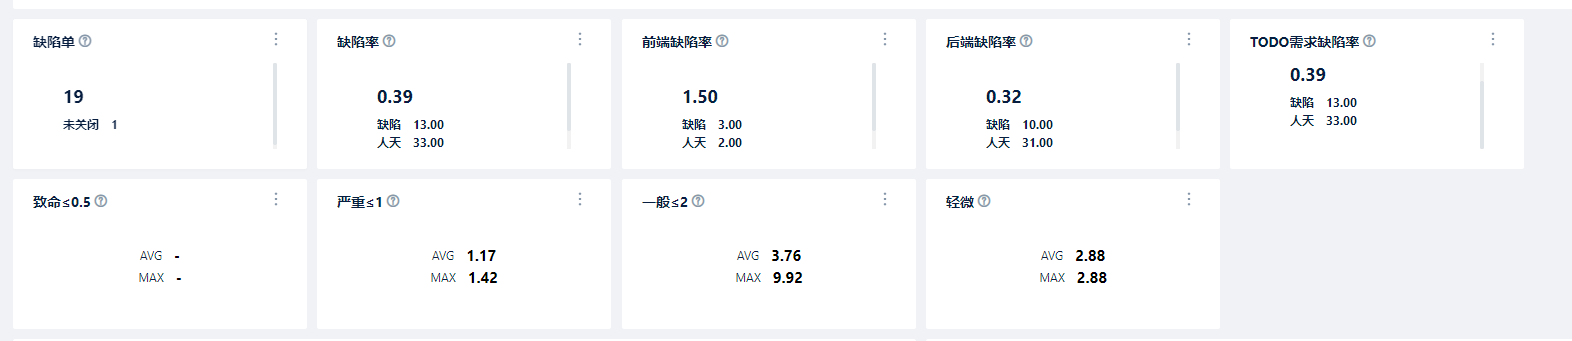 缺陷单
19
未关闭 1
缺陷率
0.39
缺陷 13.00
人天 33.00
前端缺陷率
1.50
缺陷 3.00
人天 2.00
后端缺陷率
0.32
缺陷 10.00
人天 31.00
TODO需求缺陷率
0.39
缺陷 13.00
人天 33.00
致命≤0.5
AVG -
MAX -
严重≤1
AVG 1.17
MAX 1.42
一般≤2
AVG 3.76
MAX 9.92
轻微
AVG 2.88
MAX 2.88